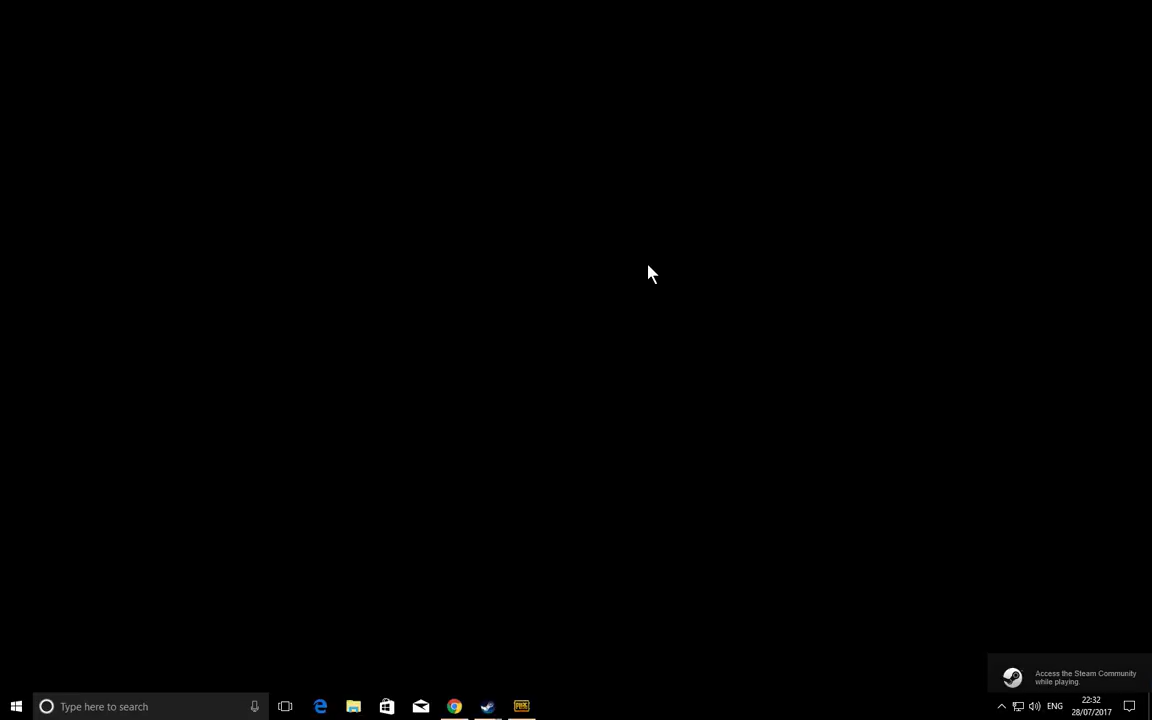 Access the Steam Community
while playing.
Type here to search
ENG
22:32
28/07/2017